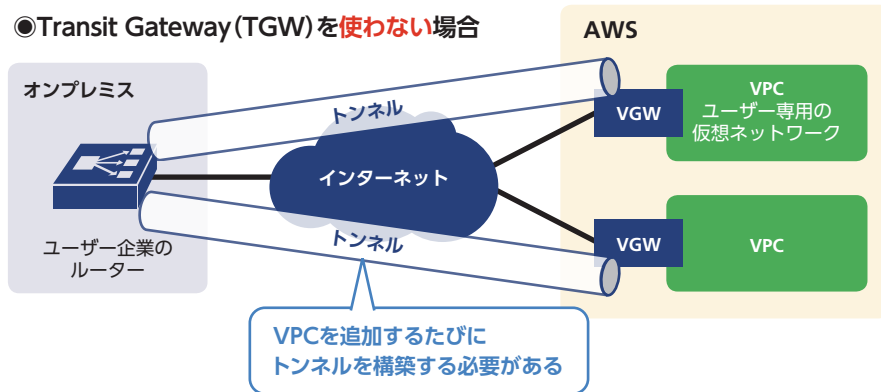 ◉Transit Gateway(TGW)を使わない場合
AWS
オンプレミス
トンネル
VGW
VPC
ユーザー専用の
仮想ネットワーク
インターネット
ユーザー企業の
ルーター
トンネル
VGW
VPC
VPCを追加するたびに
トンネルを構築する必要がある